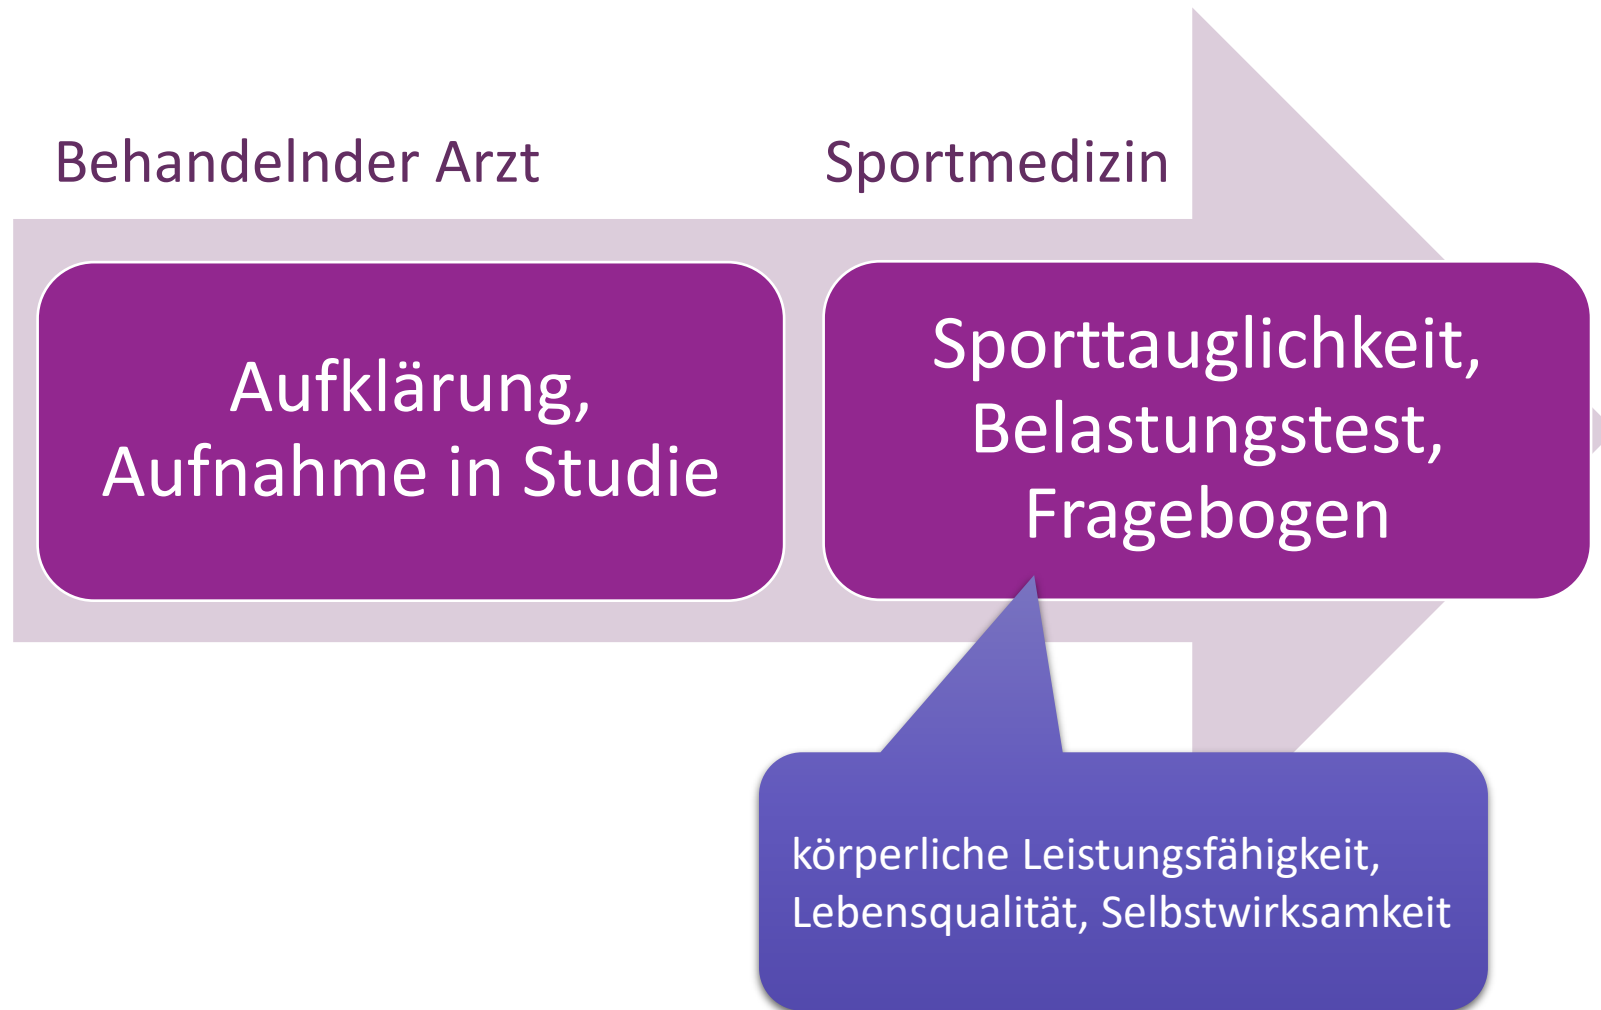 Behandelnder Arzt
Sportmedizin
Aufklärung,
Aufnahme in Studie
Sporttauglichkeit,
Belastungstest,
Fragebogen
körperliche Leistungsfähigkeit,
Lebensqualität, Selbstwirksamkeit